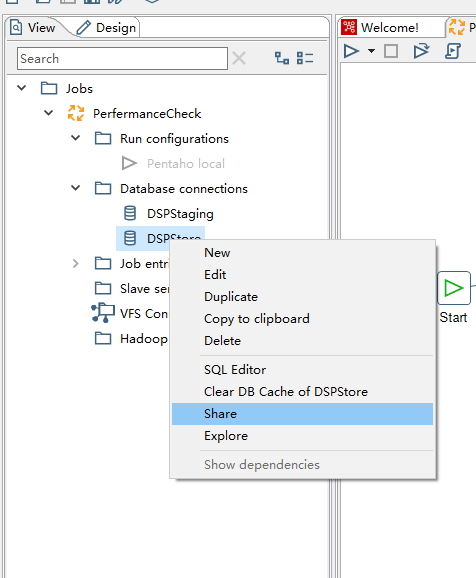 View
Design
Welcome!
P
Search
Jobs
PerfermanceCheck
Run configurations
Pentaho local
Database connections
DSPStaging
DSPStore
New
Job entri
Edit
Slave ser
Duplicate
VFS Conn
Copy to clipboard
Start
Hadoop
Delete
SQL Editor
Clear DB Cache of DSPStore
Share
Explore
Show dependencies